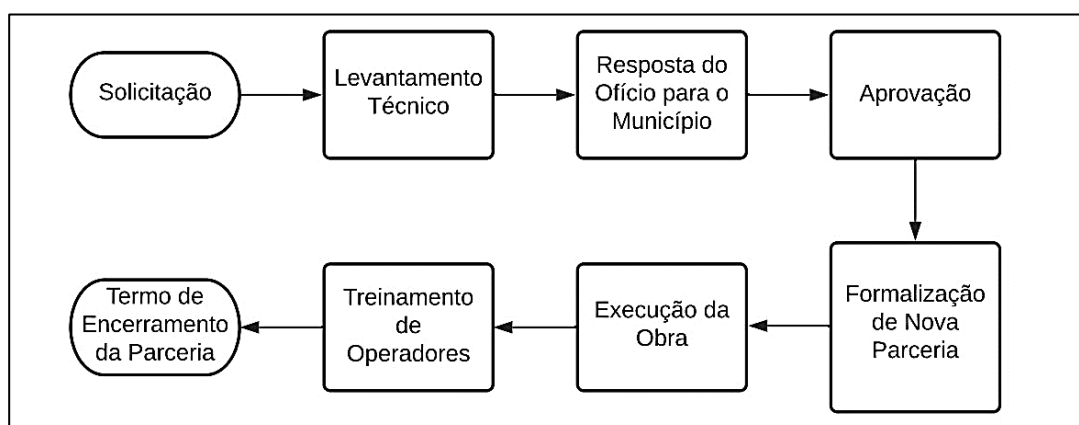 Solicitação
Levantamento
Técnico
Resposta do
Ofício para o
Município
Aprovação
Formalização
de Nova
Parceria
Execução da
Obra
Treinamento
de
Operadores
Termo de
Encerramento
da Parceria